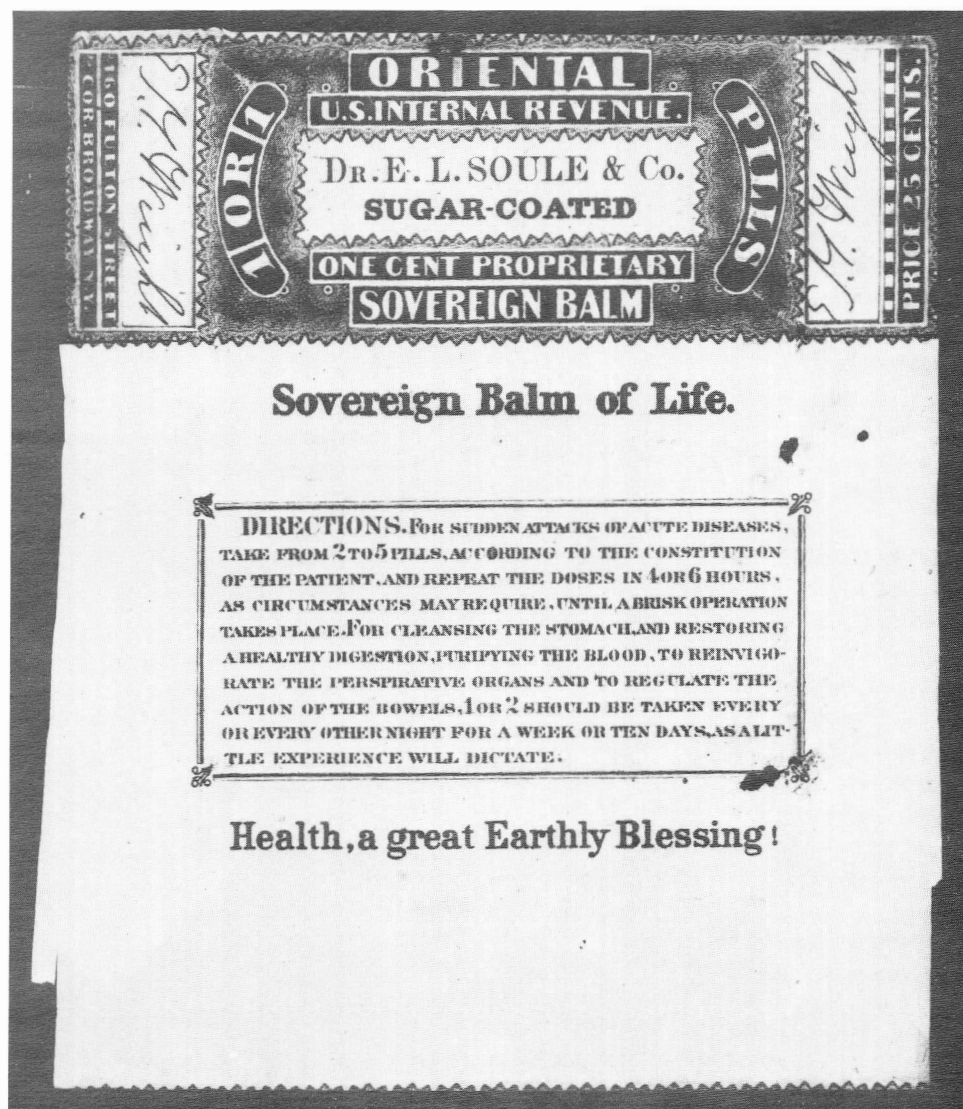 ORIENTAL
U.S. INTERNAL REVENUE.
1 OR 1
PILLS
DR. E. L. SOULE & Co.
SUGAR-COATED
ONE CENT PROPRIETARY
SOVEREIGN BALM
110 FULTON STREET
COR. BROADWAY N.Y.
Wright
Wright
PRICE 25 CENTS.
Sovereign Balm of Life.
DIRECTIONS. FOR SUDDEN ATTACKS OF ACUTE DISEASES,
TAKE FROM 2 TO 5 PILLS, ACCORDING TO THE CONSTITUTION
OF THE PATIENT, AND REPEAT THE DOSES IN 4 OR 6 HOURS,
AS CIRCUMSTANCES MAY REQUIRE, UNTIL A BRISK OPERATION
TAKES PLACE. FOR CLEANSING THE STOMACH, AND RESTORING
A HEALTHY DIGESTION, PURIFYING THE BLOOD, TO REINVIGO-
RATE THE PERSPIRATIVE ORGANS AND TO REGULATE THE
ACTION OF THE BOWELS, 1 OR 2 SHOULD BE TAKEN EVERY
OR EVERY OTHER NIGHT FOR A WEEK OR TEN DAYS, AS A LIT-
TLE EXPERIENCE WILL DICTATE.
Health, a great Earthly Blessing!